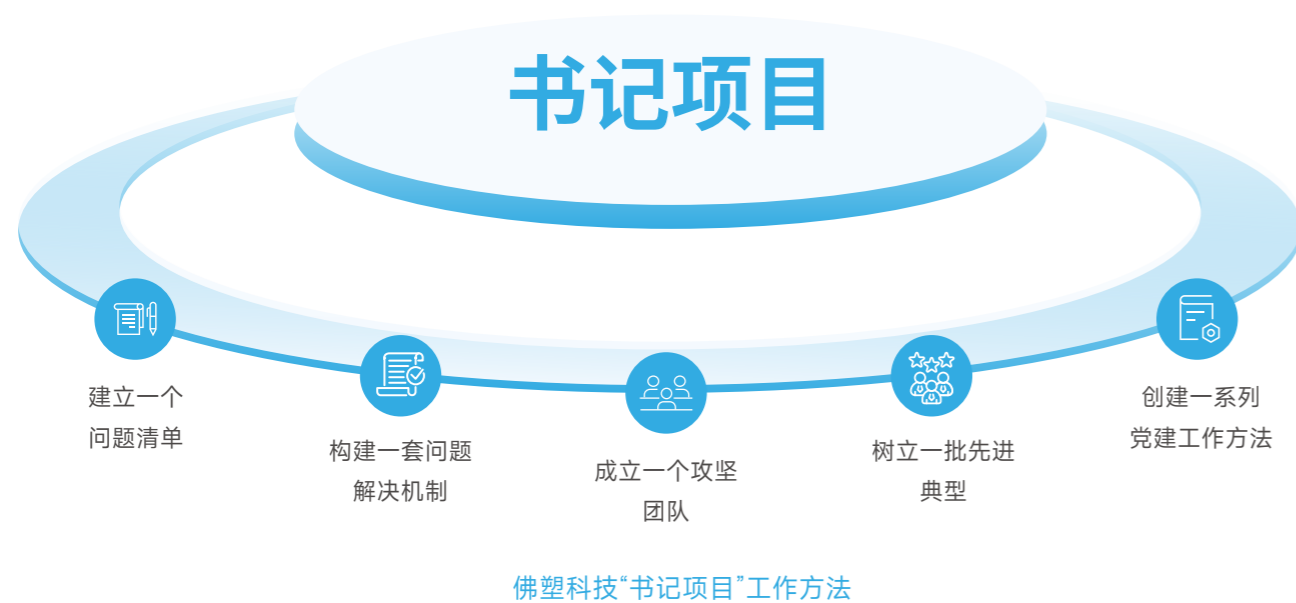 书记项目
建立一个
问题清单
构建一套问题
解决机制
成立一个攻坚
团队
树立一批先进
典型
创建一系列
党建工作方法
佛塑科技“书记项目”工作方法